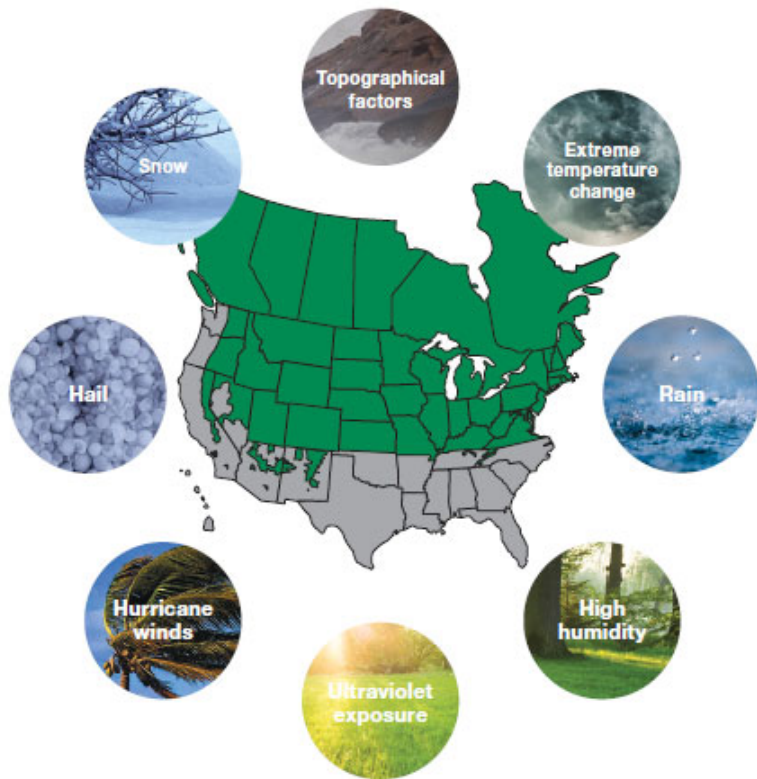 Topographical
factors
Snow
Extreme
temperature
change
Hail
Rain
Hurricane
winds
High
humidity
Ultraviolet
exposure